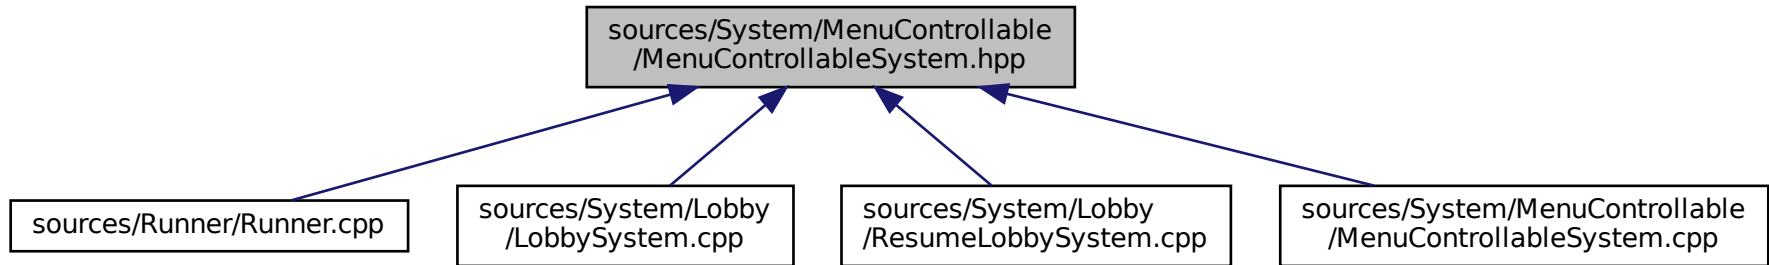 sources/System/MenuControllable
/MenuControllableSystem.hpp
sources/Runner/Runner.cpp
sources/System/Lobby
/LobbySystem.cpp
sources/System/Lobby
/ResumeLobbySystem.cpp
sources/System/MenuControllable
/MenuControllableSystem.cpp